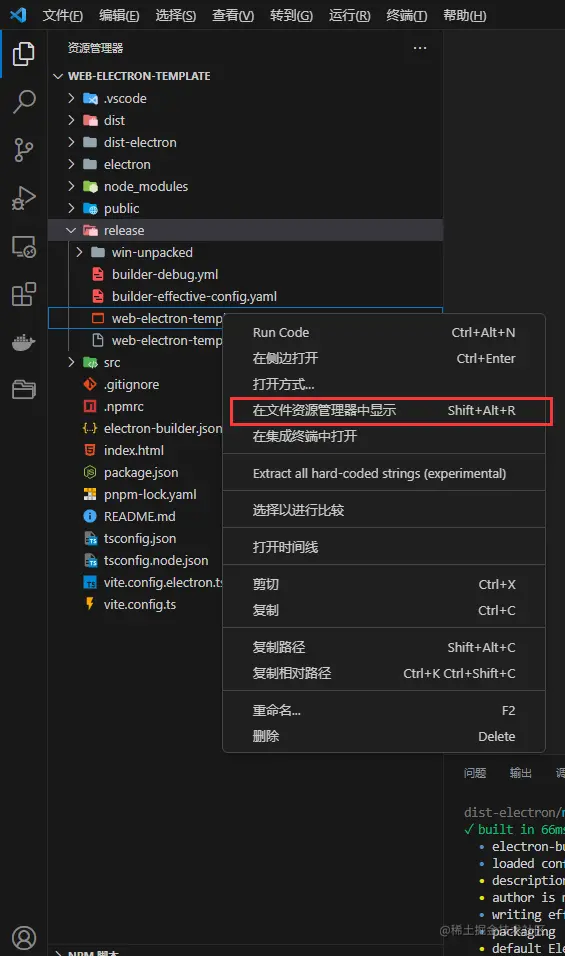 文件(F) 编辑(E) 选择(S) 查看(V) 转到(G) 运行(R) 终端(T) 帮助(H)
资源管理器 ···
WEB-ELECTRON-TEMPLATE
.vscode
dist
dist-electron
electron
node_modules
public
release
win-unpacked
builder-debug.yml
builder-effective-config.yaml
web-electron-temp
web-electron-temp
src
.gitignore
.npmrc
electron-builder.json
index.html
package.json
pnpm-lock.yaml
README.md
tsconfig.json
tsconfig.node.json
vite.config.electron.ts
vite.config.ts
Run Code Ctrl+Alt+N
在侧边打开 Ctrl+Enter
打开方式...
在文件资源管理器中显示 Shift+Alt+R
在集成终端中打开
Extract all hard-coded strings (experimental)
选择以进行比较
打开时间线
剪切 Ctrl+X
复制 Ctrl+C
复制路径 Shift+Alt+C
复制相对路径 Ctrl+K Ctrl+Shift+C
重命名... F2
删除 Delete
问题 输出
dist-electron/
✓ built in 66ms
• electron-bu
• loaded conf
• description
• author is m
• writing eff
• packaging
• default Ele
@稀土掘金技术社区
NPM 脚本